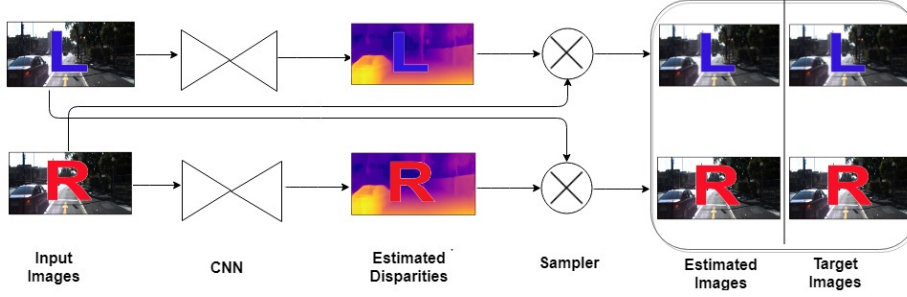 L
L
L
L
R
R
R
R
Input
Images
CNN
Estimated
Disparities
Sampler
Estimated
Images
Target
Images